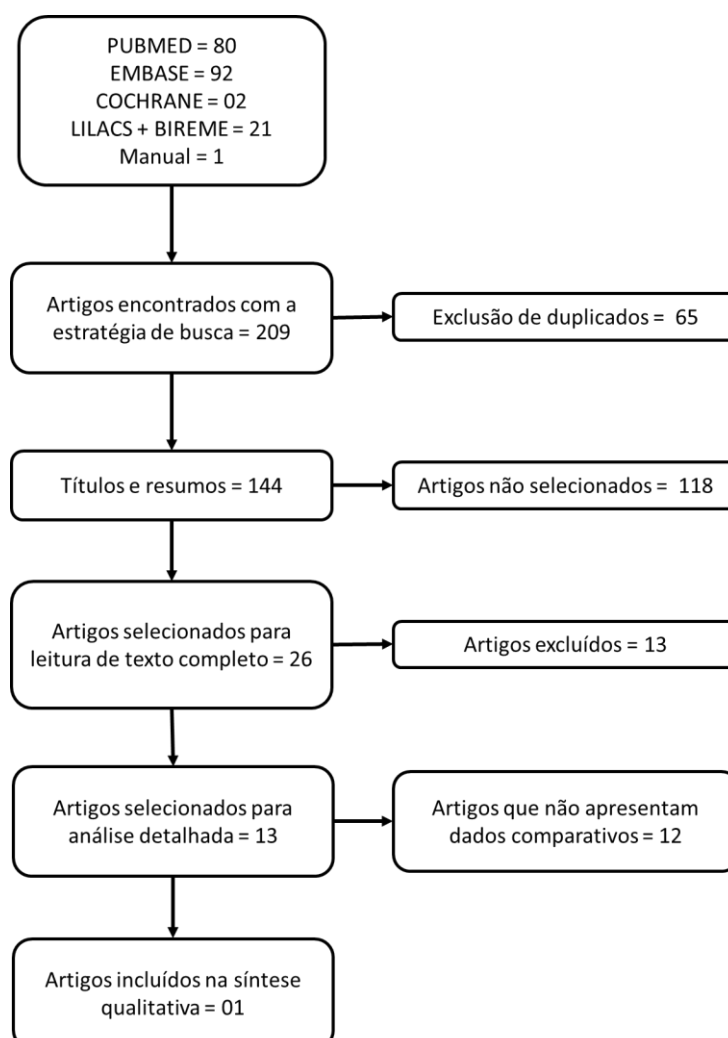 PUBMED = 80
EMBASE = 92
COCHRANE = 02
LILACS + BIREME = 21
Manual = 1
Artigos encontrados com a
estratégia de busca = 209
Exclusão de duplicados = 65
Títulos e resumos = 144
Artigos não selecionados = 118
Artigos selecionados para
leitura de texto completo = 26
Artigos excluídos = 13
Artigos selecionados para
análise detalhada = 13
Artigos que não apresentam
dados comparativos = 12
Artigos incluídos na síntese
qualitativa = 01